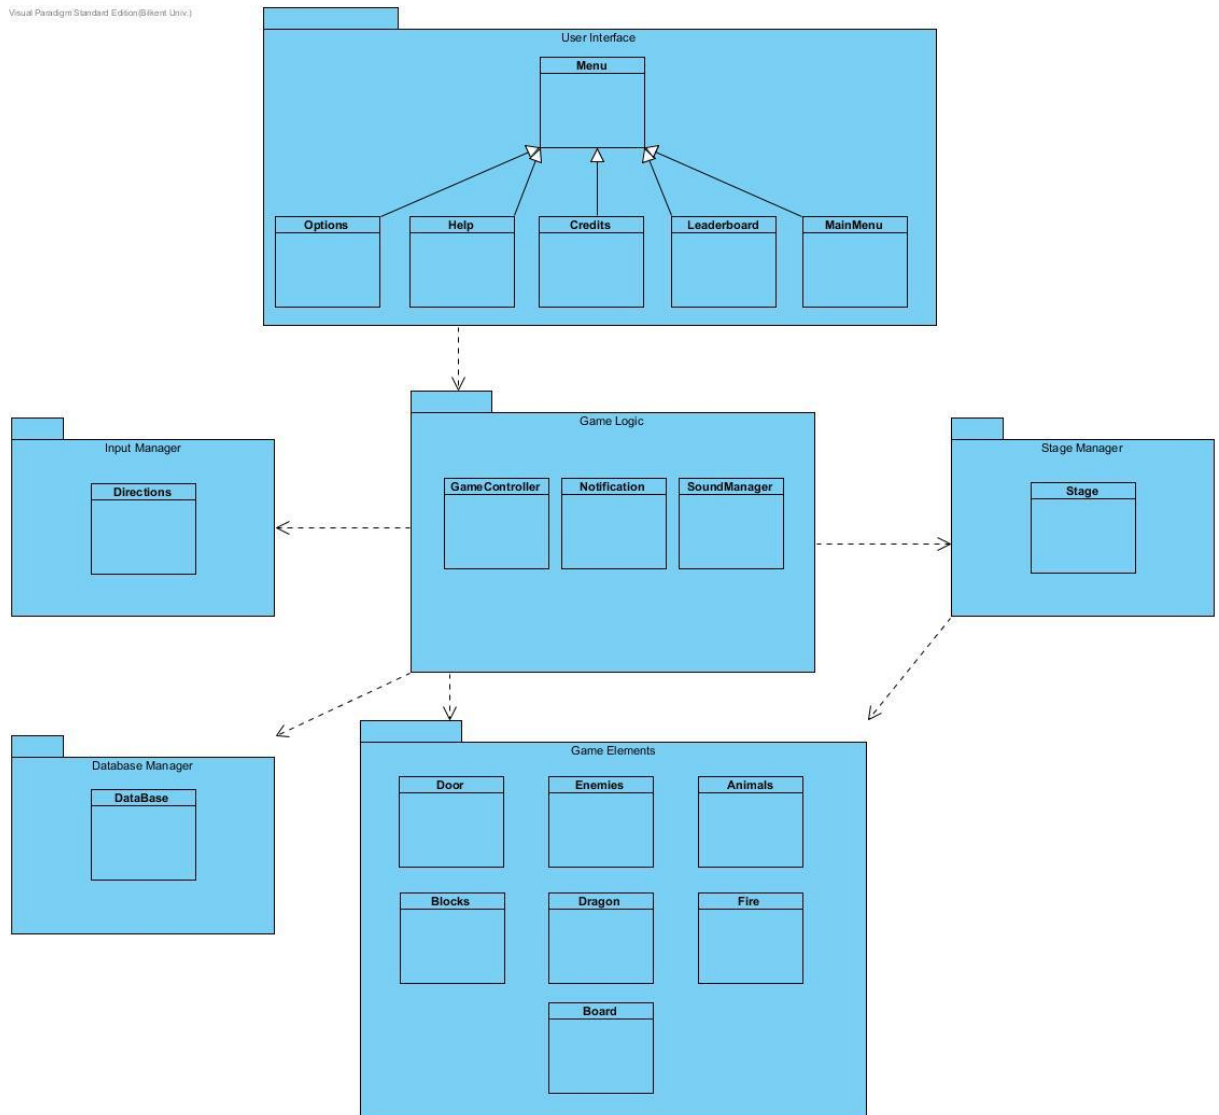 Visual Paradigm Standard Edition(Bilkent Univ.)
User Interface
Menu
Options
Help
Credits
Leaderboard
MainMenu
Game Logic
Input Manager
Stage Manager
Directions
GameController
Notification
SoundManager
Stage
Database Manager
DataBase
Game Elements
Door
Enemies
Animals
Blocks
Dragon
Fire
Board